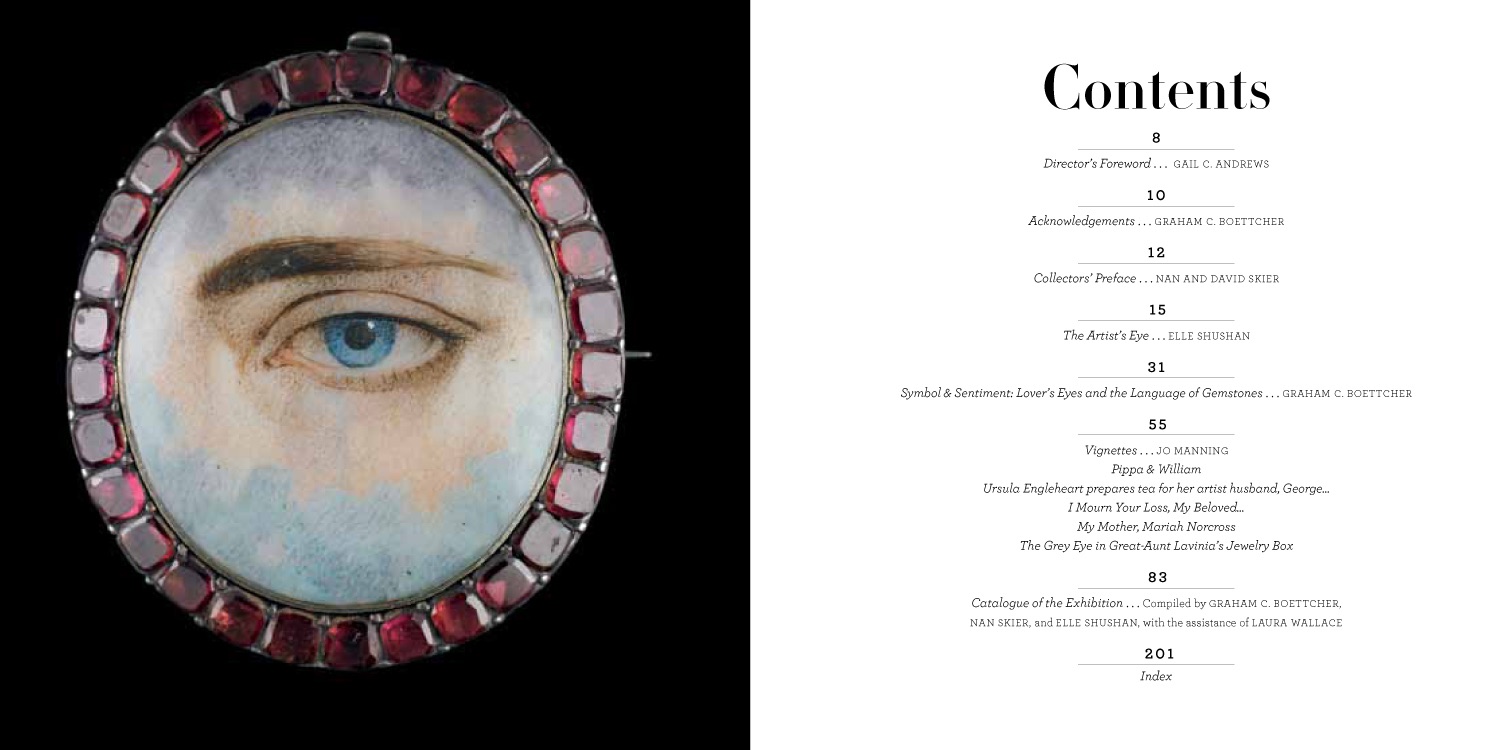 Contents
8
Director's Foreword . . . GAIL C. ANDREWS
10
Acknowledgements . . . GRAHAM C. BOETTCHER
12
Collectors' Preface . . . NAN AND DAVID SKIER
15
The Artist's Eye . . . ELLE SHUSHAN
31
Symbol & Sentiment: Lover's Eyes and the Language of Gemstones . . . GRAHAM C. BOETTCHER
55
Vignettes . . . JO MANNING
Pippa & William
Ursula Engleheart prepares tea for her artist husband, George...
I Mourn Your Loss, My Beloved...
My Mother, Mariah Norcross
The Grey Eye in Great-Aunt Lavinia's Jewelry Box
83
Catalogue of the Exhibition . . . Compiled by GRAHAM C. BOETTCHER,
NAN SKIER, and ELLE SHUSHAN, with the assistance of LAURA WALLACE
201
Index